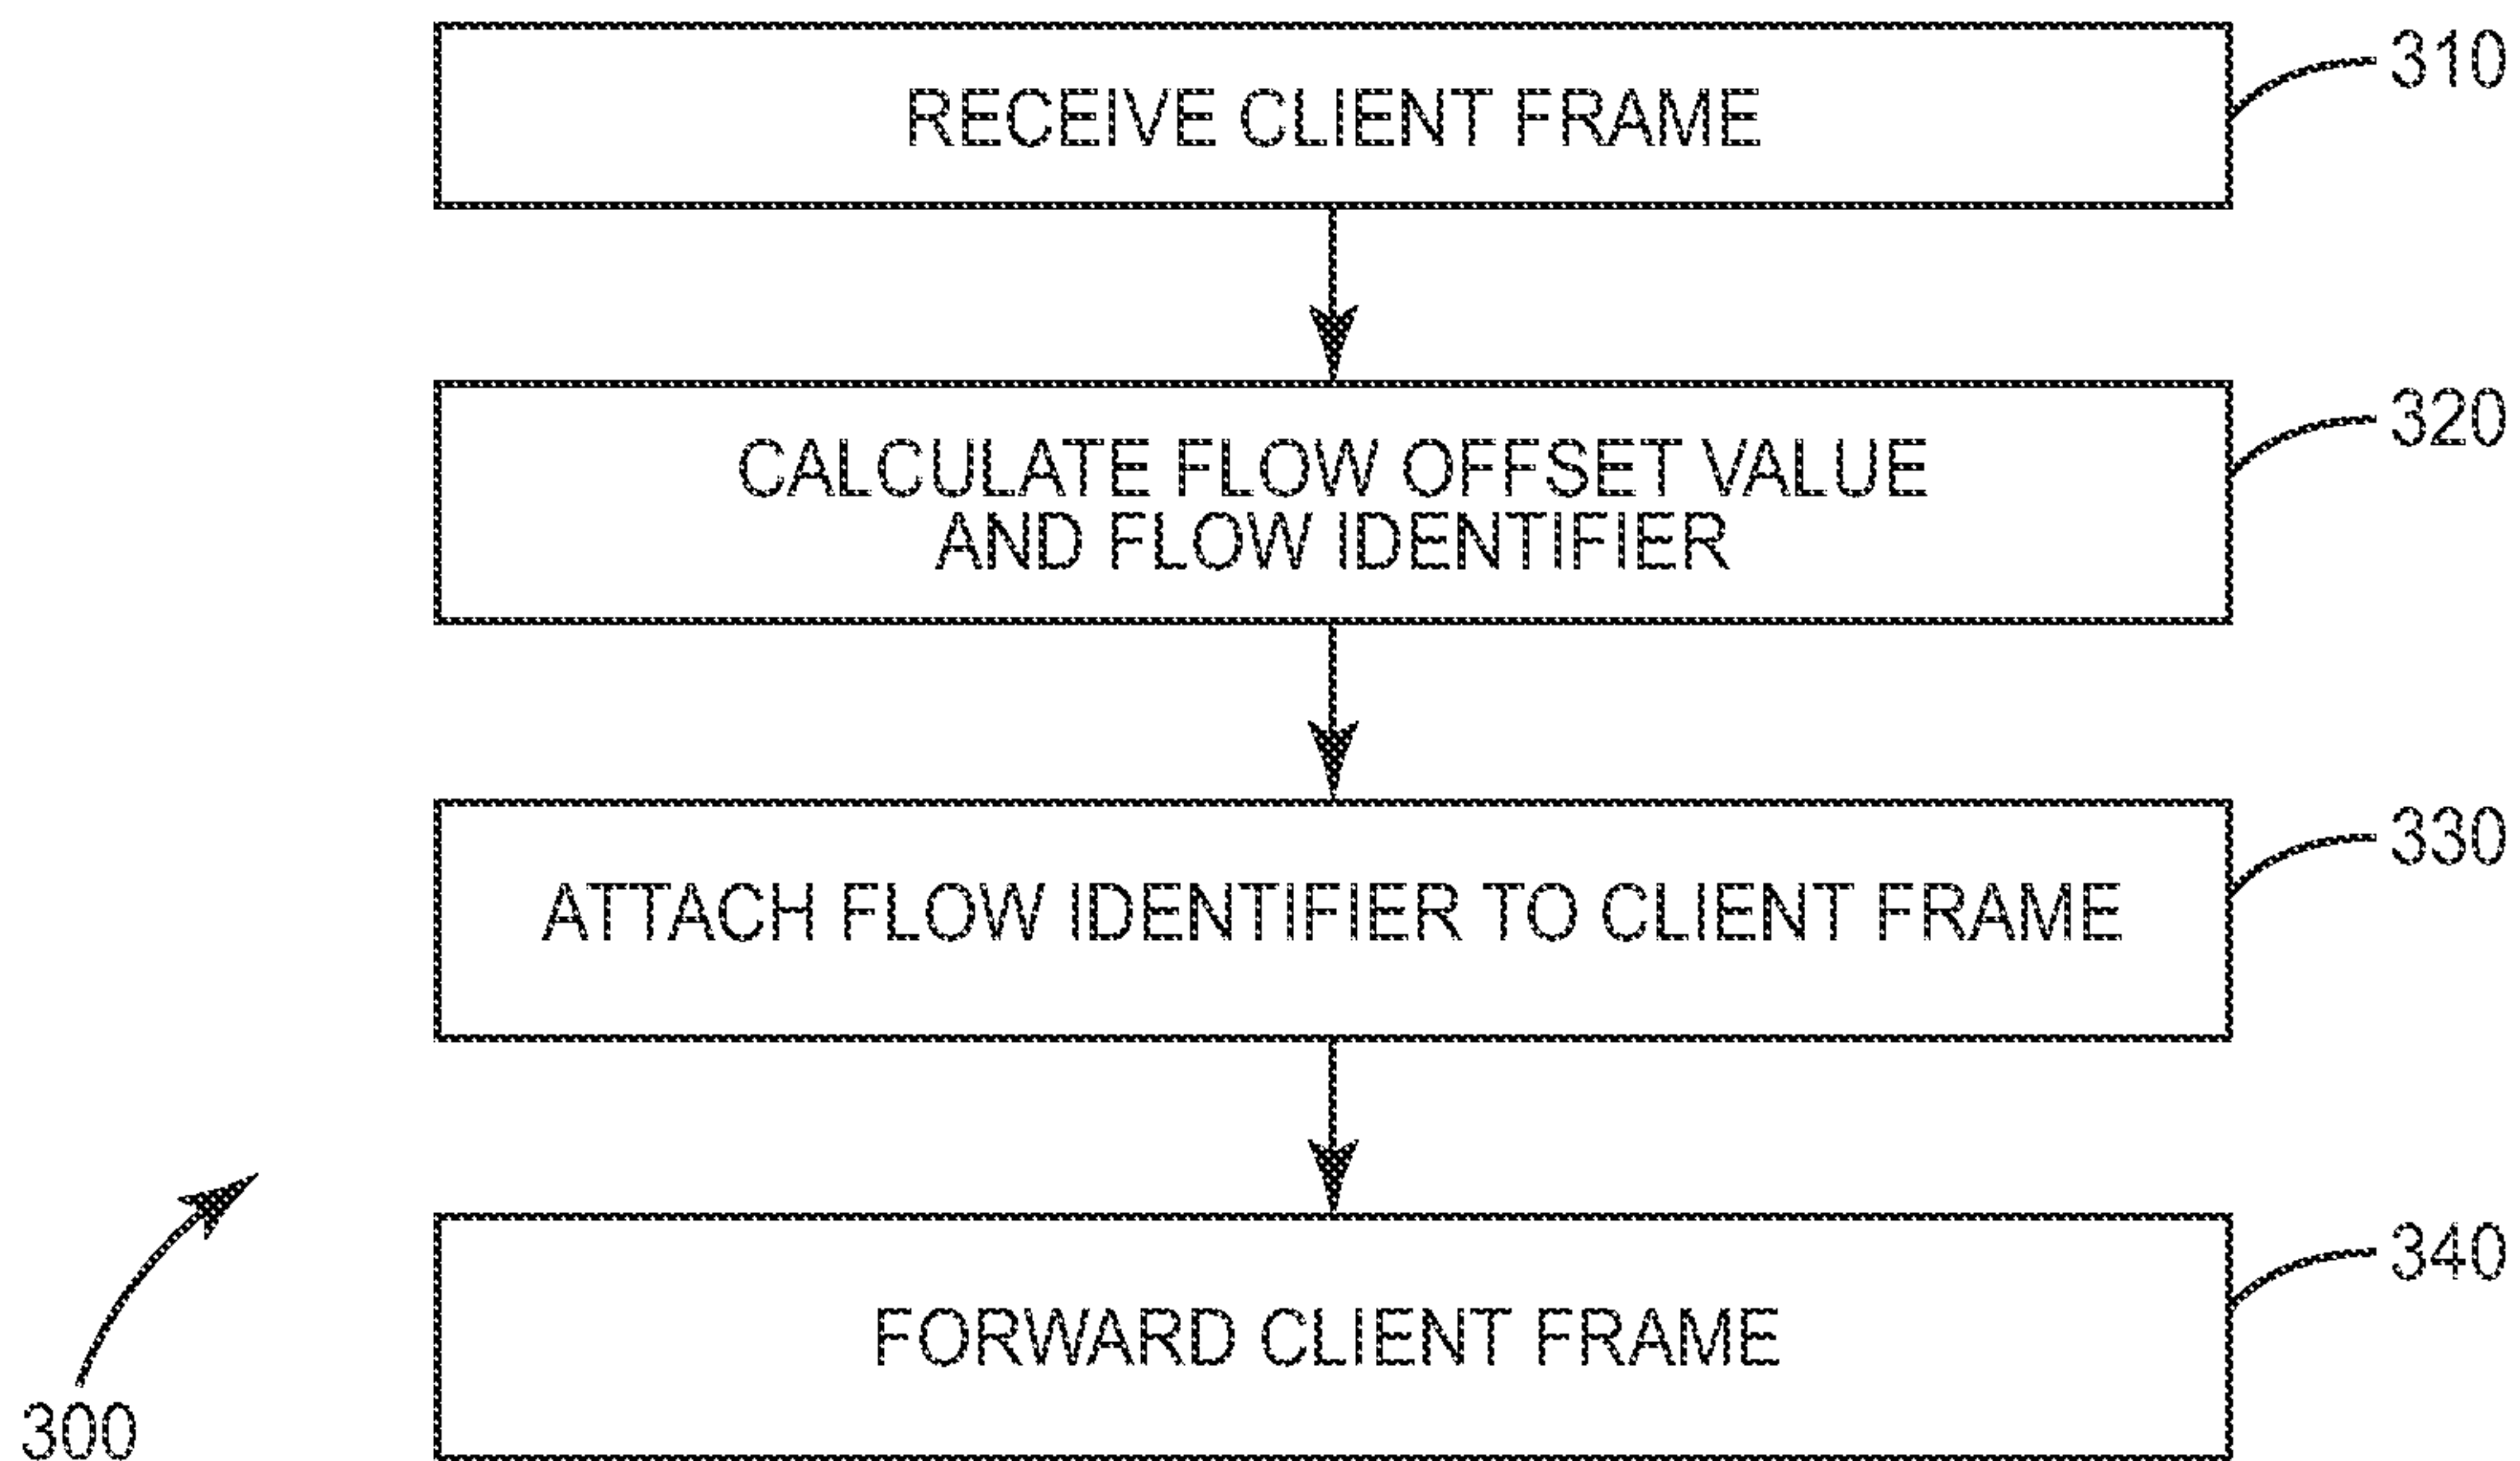 RECEIVE CLIENT FRAME
310
CALCULATE FLOW OFFSET VALUE
AND FLOW IDENTIFIER
320
ATTACH FLOW IDENTIFIER TO CLIENT FRAME
330
FORWARD CLIENT FRAME
340
300